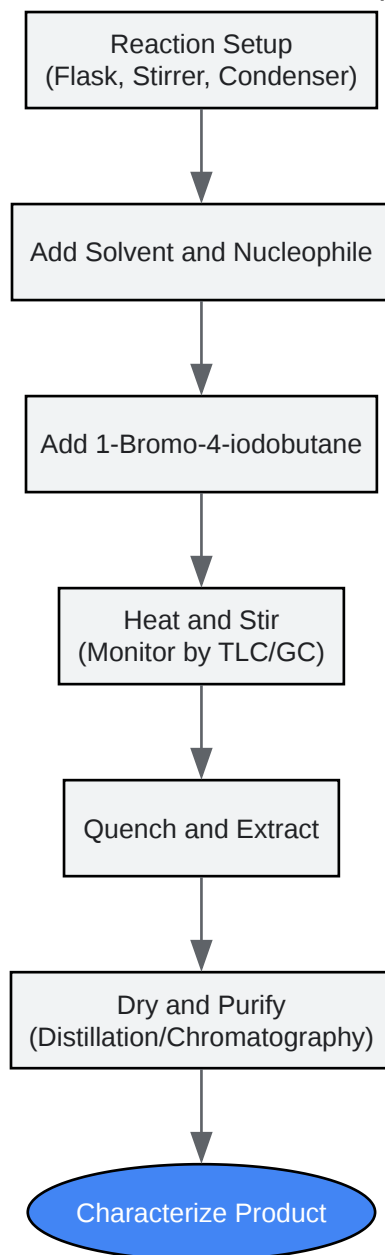 Reaction Setup
(Flask, Stirrer, Condenser)
Add Solvent and Nucleophile
Add 1-Bromo-4-iodobutane
Heat and Stir
(Monitor by TLC/GC)
Quench and Extract
Dry and Purify
(Distillation/Chromatography)
Characterize Product